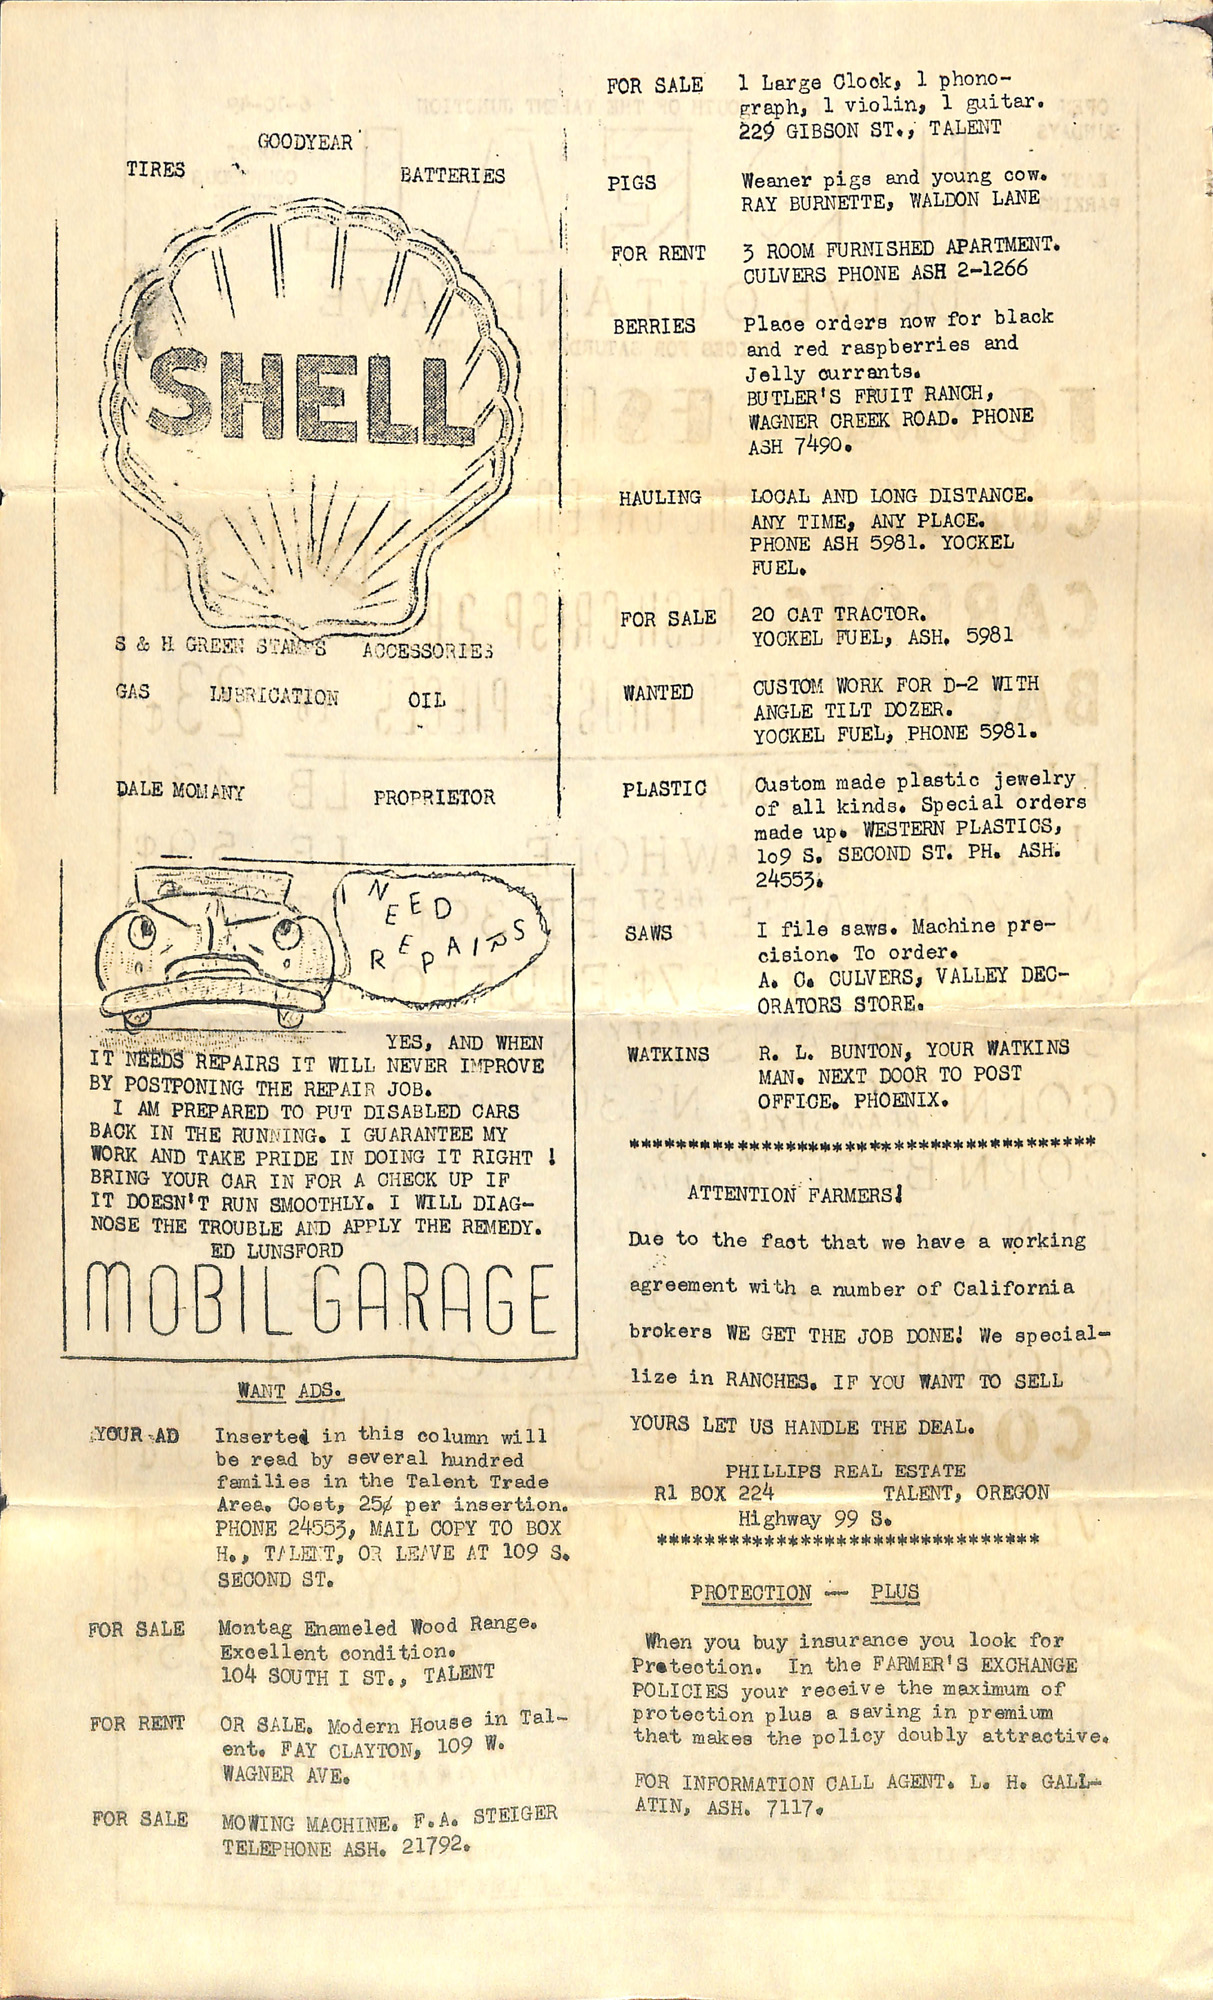 GOODYEAR
TIRES BATTERIES
SHELL
S & H GREEN STAMPS ACCESSORIES
GAS LUBRICATION OIL
DALE MOMANY PROPRIETOR
I NEED
REPAIRS
YES, AND WHEN
IT NEEDS REPAIRS IT WILL NEVER IMPROVE
BY POSTPONING THE REPAIR JOB.
I AM PREPARED TO PUT DISABLED CARS
BACK IN THE RUNNING. I GUARANTEE MY
WORK AND TAKE PRIDE IN DOING IT RIGHT !
BRING YOUR CAR IN FOR A CHECK UP IF
IT DOESN'T RUN SMOOTHLY. I WILL DIAG-
NOSE THE TROUBLE AND APPLY THE REMEDY.
ED LUNSFORD
MOBIL GARAGE
WANT ADS.
YOUR AD Inserted in this column will
be read by several hundred
families in the Talent Trade
Area. Cost, 25¢ per insertion.
PHONE 24553, MAIL COPY TO BOX
H., TALENT, OR LEAVE AT 109 S.
SECOND ST.
FOR SALE Montag Enameled Wood Range.
Excellent condition.
104 SOUTH I ST., TALENT
FOR RENT OR SALE. Modern House in Tal-
ent. FAY CLAYTON, 109 W.
WAGNER AVE.
FOR SALE MOWING MACHINE. F.A. STEIGER
TELEPHONE ASH. 21792.
FOR SALE 1 Large Clock, 1 phono-
graph, 1 violin, 1 guitar.
229 GIBSON ST., TALENT
PIGS Weaner pigs and young cow.
RAY BURNETTE, WALDON LANE
FOR RENT 3 ROOM FURNISHED APARTMENT.
CULVERS PHONE ASH 2-1266
BERRIES Place orders now for black
and red raspberries and
Jelly currants.
BUTLER'S FRUIT RANCH,
WAGNER CREEK ROAD. PHONE
ASH 7490.
HAULING LOCAL AND LONG DISTANCE.
ANY TIME, ANY PLACE.
PHONE ASH 5981. YOCKEL
FUEL.
FOR SALE 20 CAT TRACTOR.
YOCKEL FUEL, ASH. 5981
WANTED CUSTOM WORK FOR D-2 WITH
ANGLE TILT DOZER.
YOCKEL FUEL, PHONE 5981.
PLASTIC Custom made plastic jewelry
of all kinds. Special orders
made up. WESTERN PLASTICS,
1o9 S. SECOND ST. PH. ASH.
24553.
SAWS I file saws. Machine pre-
cision. To order.
A. C. CULVERS, VALLEY DEC-
ORATORS STORE.
WATKINS R. L. BUNTON, YOUR WATKINS
MAN. NEXT DOOR TO POST
OFFICE. PHOENIX.
***************************************
ATTENTION FARMERS!
Due to the fact that we have a working
agreement with a number of California
brokers WE GET THE JOB DONE! We special-
lize in RANCHES. IF YOU WANT TO SELL
YOURS LET US HANDLE THE DEAL.
PHILLIPS REAL ESTATE
R1 BOX 224 TALENT, OREGON
Highway 99 S.
********************************
PROTECTION — PLUS
When you buy insurance you look for
Protection. In the FARMER'S EXCHANGE
POLICIES your receive the maximum of
protection plus a saving in premium
that makes the policy doubly attractive.
FOR INFORMATION CALL AGENT. L. H. GALL-
ATIN, ASH. 7117.